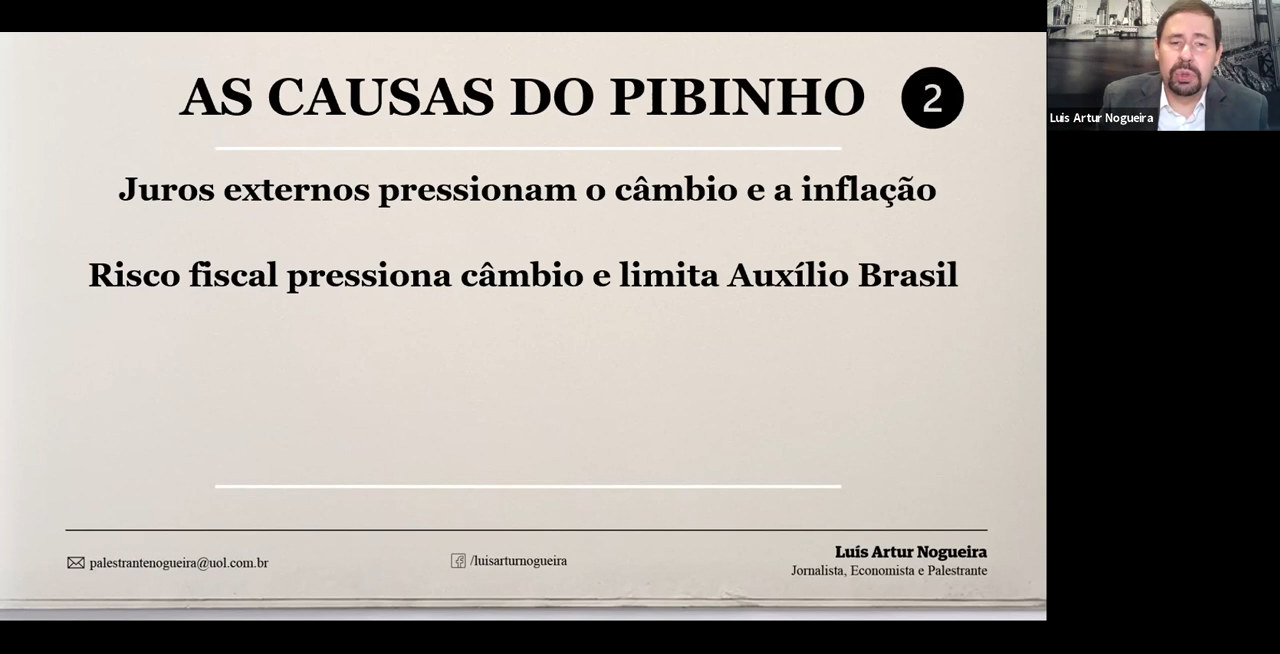 AS CAUSAS DO PIBINHO 2
Juros externos pressionam o câmbio e a inflação
Risco fiscal pressiona câmbio e limita Auxílio Brasil
palestrantenogueira@uol.com.br
/luisarturnogueira
Luís Artur Nogueira
Jornalista, Economista e Palestrante
Luis Artur Nogueira